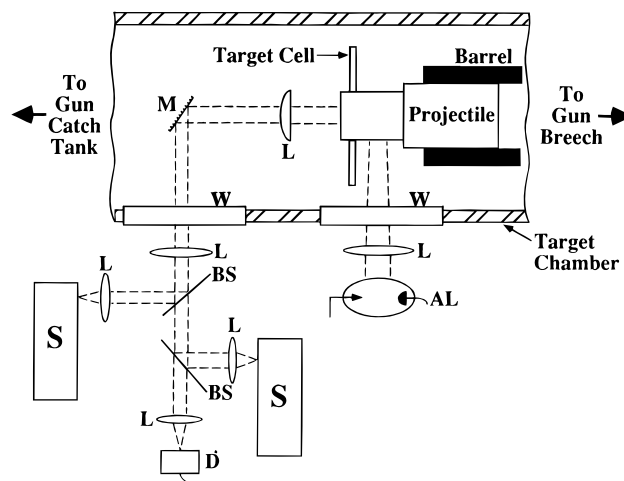 Target Cell
Barrel
To
Gun
Catch
Tank
M
L
Projectile
To
Gun
Breech
W
W
L
L
Target
Chamber
L
BS
AL
S
L
S
BS
L
D